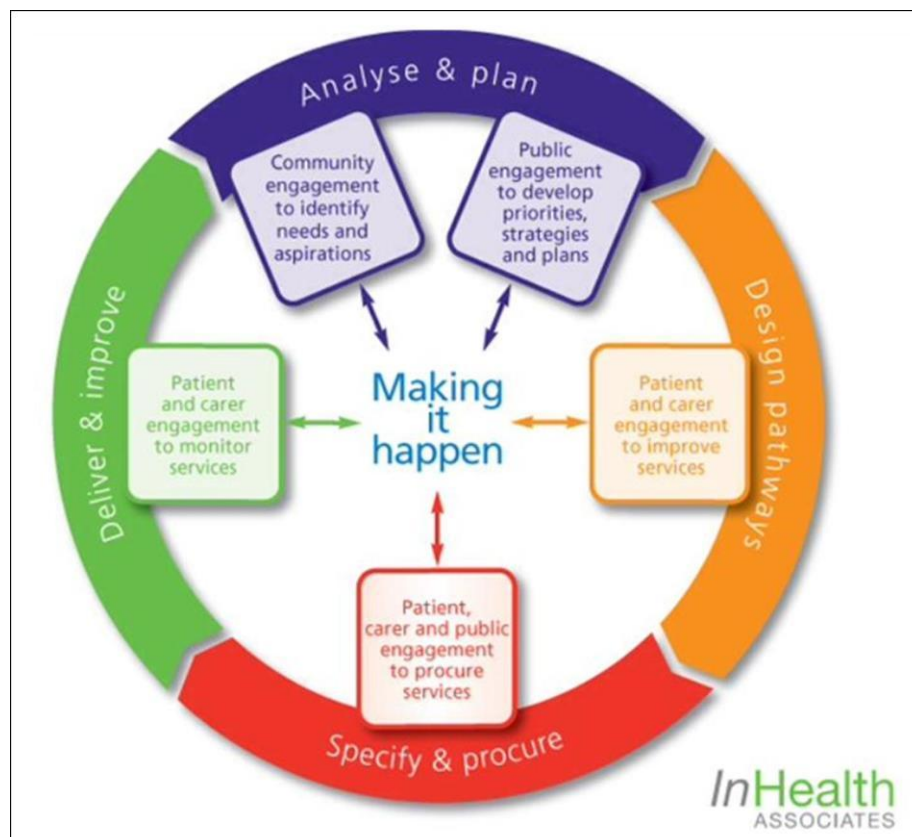 Analyse & plan
Community
engagement
to identify
needs and
aspirations
Public
engagement
to develop
priorities,
strategies
and plans
Design pathways
Patient
and carer
engagement
to improve
services
Making
it
happen
Patient
and carer
engagement
to monitor
services
Deliver & improve
Patient,
carer and public
engagement
to procure
services
Specify & procure
InHealth
ASSOCIATES